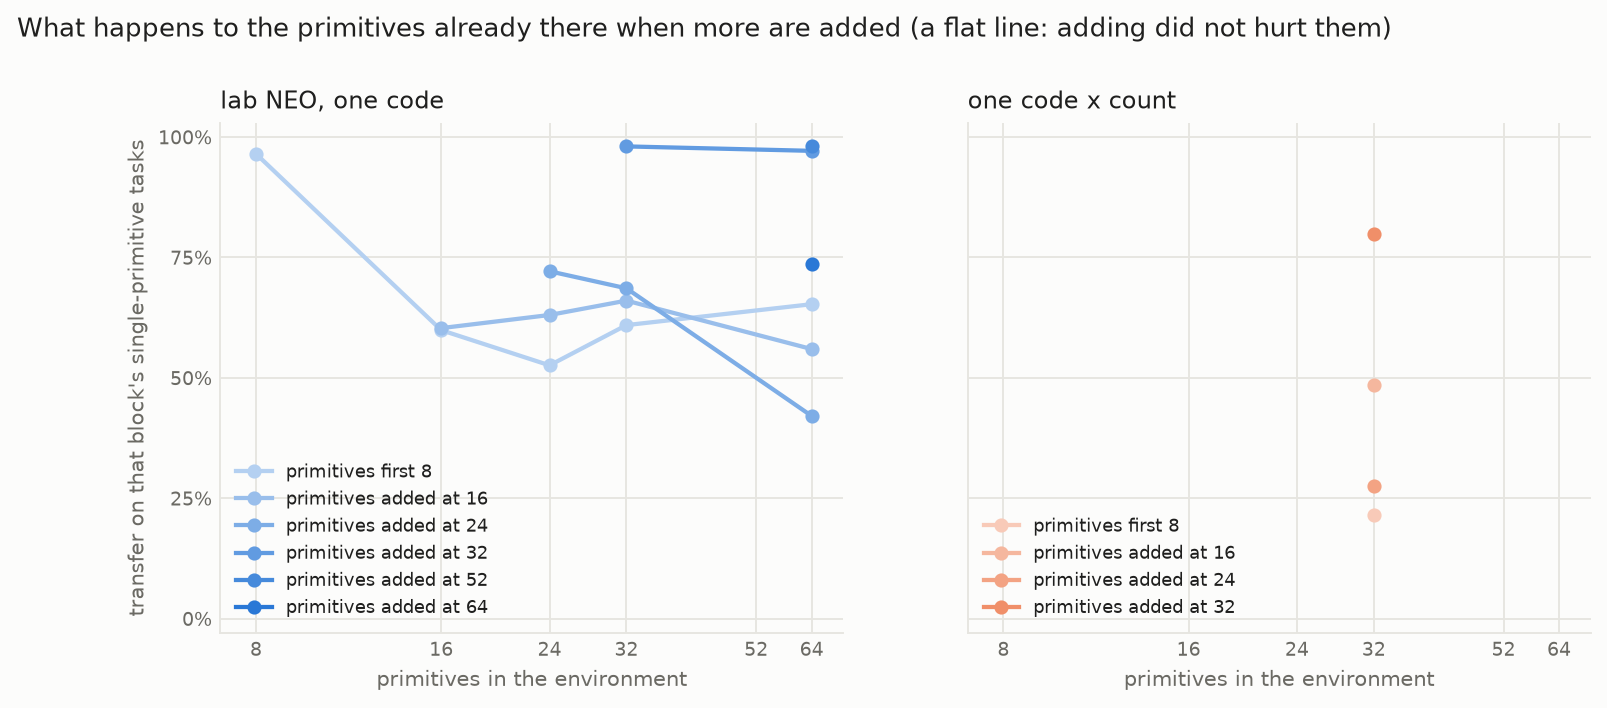 What happens to the primitives already there when more are added (a flat line: adding did not hurt them)
lab NEO, one code
transfer on that block's single-primitive tasks
100%
75%
50%
25%
0%
primitives first 8
primitives added at 16
primitives added at 24
primitives added at 32
primitives added at 52
primitives added at 64
8 16 24 32 52 64
primitives in the environment
one code x count
primitives first 8
primitives added at 16
primitives added at 24
primitives added at 32
8 16 24 32 52 64
primitives in the environment